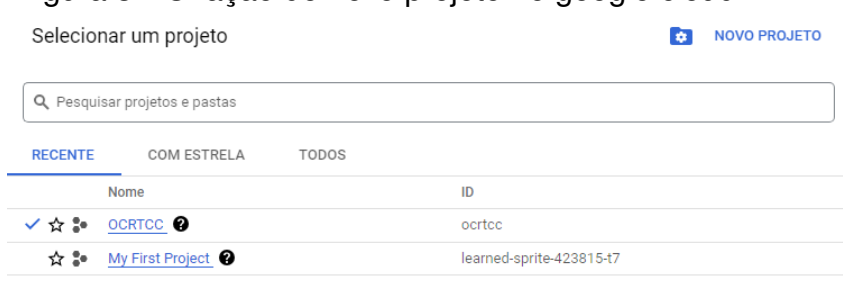 Selecionar um projeto NOVO PROJETO
Pesquisar projetos e pastas
RECENTE COM ESTRELA TODOS
Nome ID
OCRTCC ocrtcc
My First Project learned-sprite-423815-t7